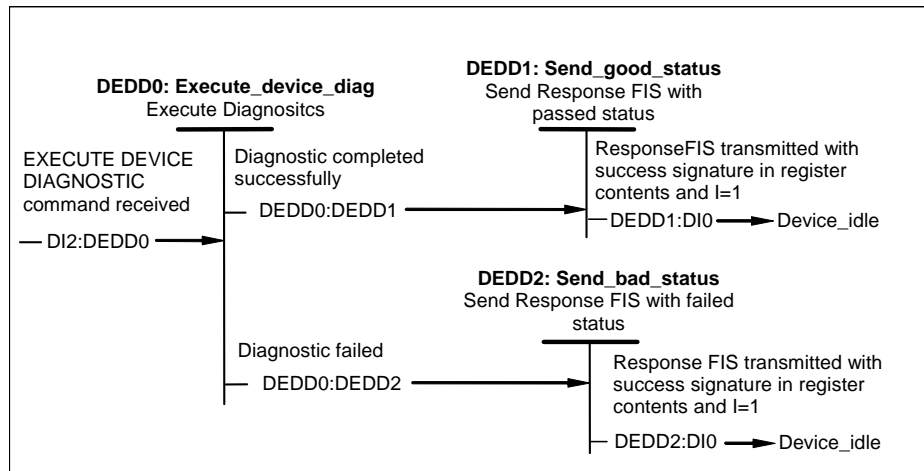 DEDD0: Execute_device_diag
Execute Diagnositcs
EXECUTE DEVICE
DIAGNOSTIC
command received
DI2:DEDD0
Diagnostic completed
successfully
DEDD0:DEDD1
DEDD1: Send_good_status
Send Response FIS with
passed status
ResponseFIS transmitted with
success signature in register
contents and I=1
DEDD1:DI0
Device_idle
Diagnostic failed
DEDD0:DEDD2
DEDD2: Send_bad_status
Send Response FIS with failed
status
Response FIS transmitted with
success signature in register
contents and I=1
DEDD2:DI0
Device_idle